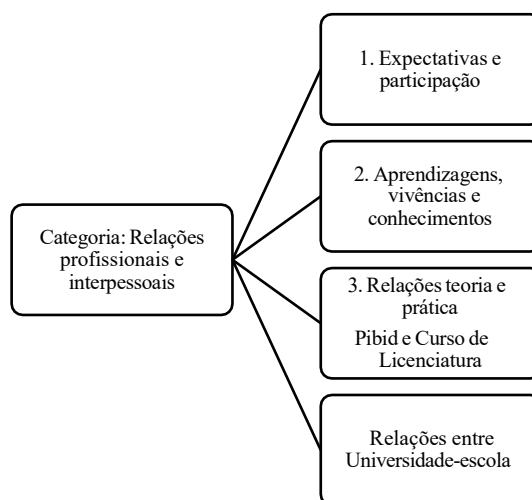 Categoria: Relações
profissionais e
interpessoais
1. Expectativas e
participação
2. Aprendizagens,
vivências e
conhecimentos
3. Relações teoria e
prática
Pibid e Curso de
Licenciatura
Relações entre
Universidade-escola